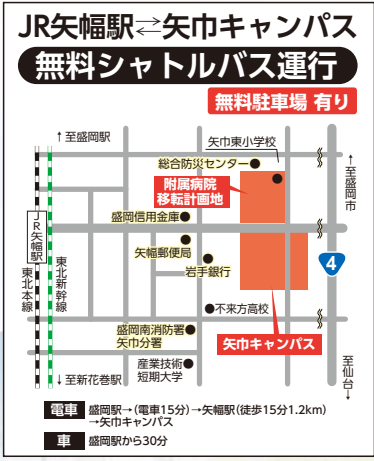 JR矢幅駅⇄矢巾キャンパス
無料シャトルバス運行
無料駐車場 有り
↑至盛岡駅
矢巾東小学校
総合防災センター
附属病院
移転計画地
盛岡信用金庫
矢幅郵便局
岩手銀行
JR矢幅駅
東北本線
東北新幹線
←至盛岡市
4
不来方高校
盛岡南消防署
矢巾分署
矢巾キャンパス
産業技術
短期大学
↓至新花巻駅
至仙台→
電車 盛岡駅→(電車15分)→矢幅駅(徒歩15分1.2km)
→矢巾キャンパス
車 盛岡駅から30分